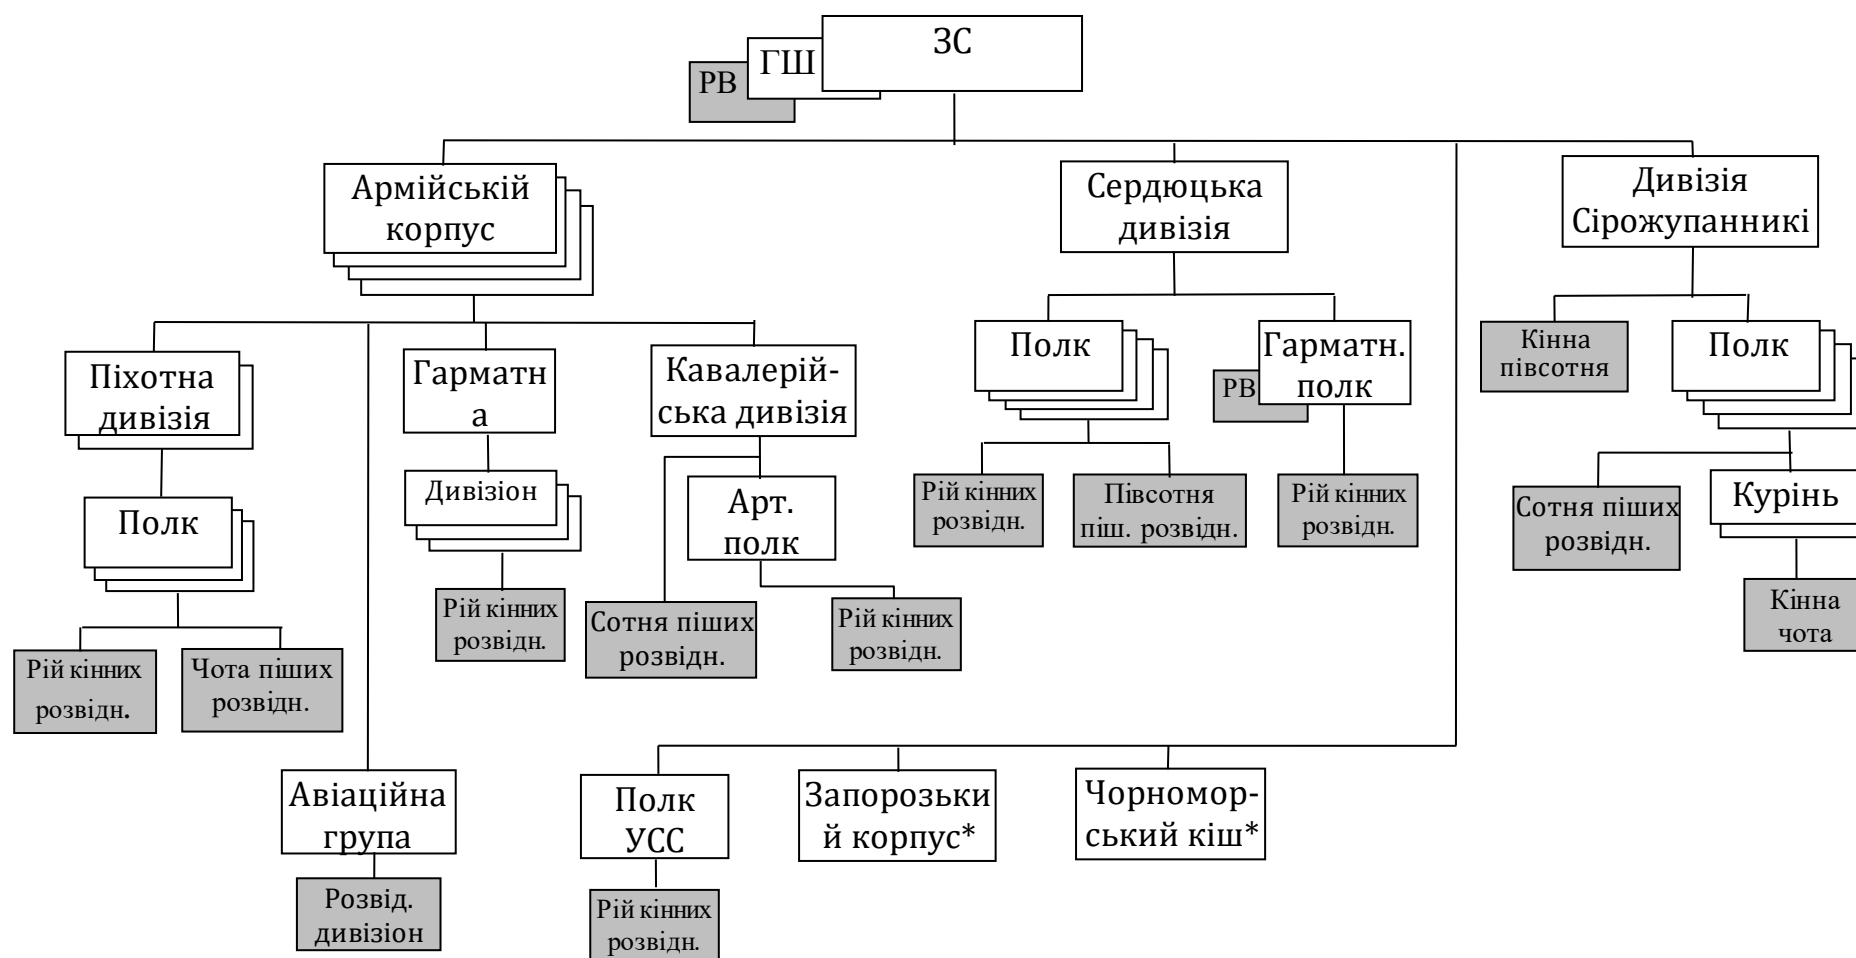 ЗС
ГШ
РВ
Армійській
корпус
Сердюцька
дивізія
Дивізія
Сірожупанникі
Піхотна
дивізія
Гарматн
а
Кавалерій-
ська дивізія
Полк
Гарматн.
полк
РВ
Кінна
півсотня
Полк
Полк
Дивізіон
Арт.
полк
Рій кінних
розвідн.
Півсотня
піш. розвідн.
Рій кінних
розвідн.
Сотня піших
розвідн.
Курінь
Рій кінних
розвідн.
Чота піших
розвідн.
Рій кінних
розвідн.
Сотня піших
розвідн.
Рій кінних
розвідн.
Кінна
чота
Авіаційна
група
Полк
УСС
Запорозьки
й корпус*
Чорномор-
ський кіш*
Розвід.
дивізіон
Рій кінних
розвідн.